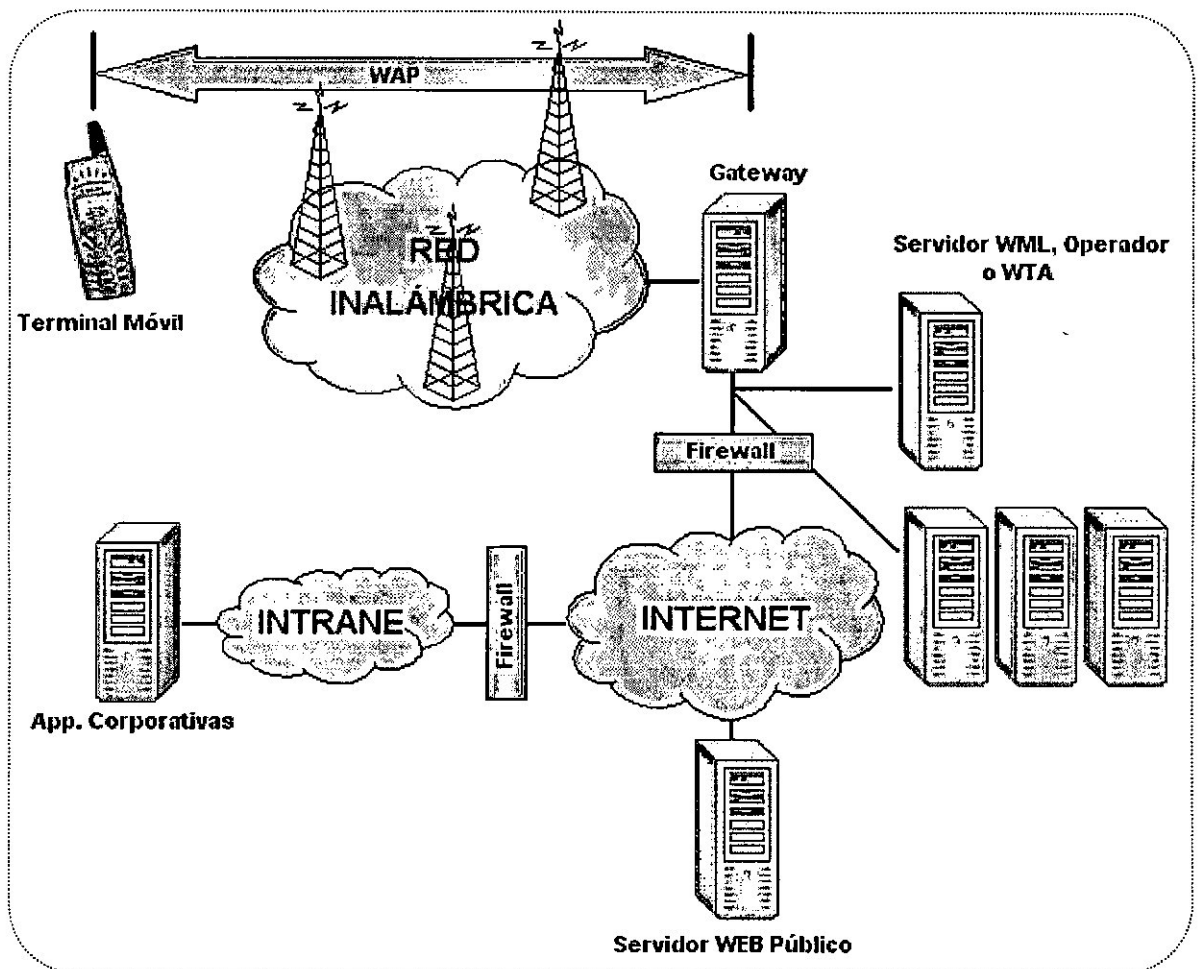 WAP
Gateway
RED
INALÁMBRICA
Servidor WML, Operador
o WTA
Terminal Móvil
Firewall
INTRANE
Firewall
INTERNET
App. Corporativas
Servidor WEB Público